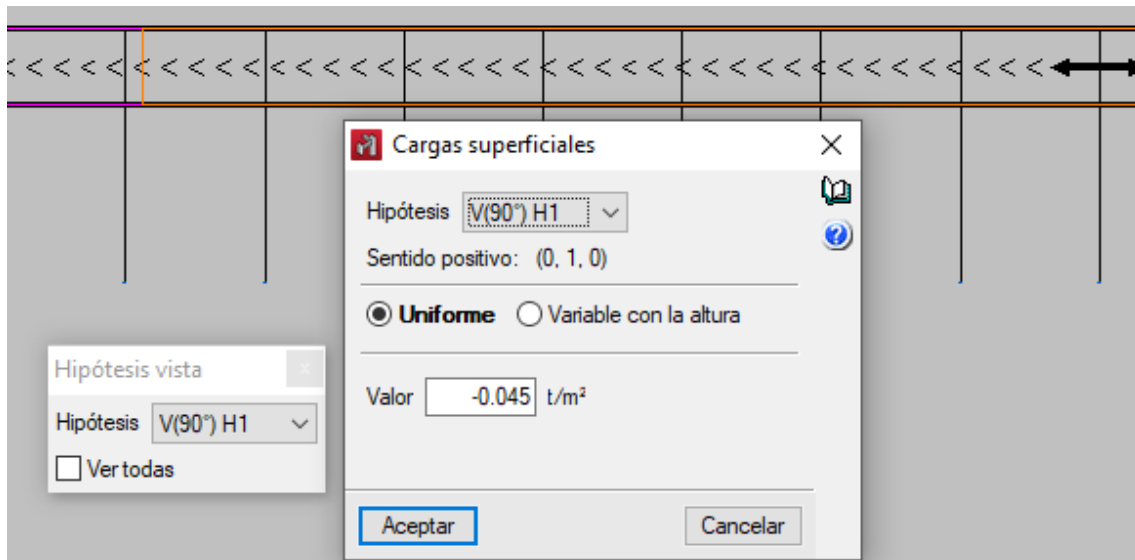 Cargas superficiales
Hipótesis V(90°) H1
Sentido positivo: (0, 1, 0)
Uniforme Variable con la altura
Valor -0.045 t/m²
Aceptar Cancelar
Hipótesis vista
Hipótesis V(90°) H1
Ver todas